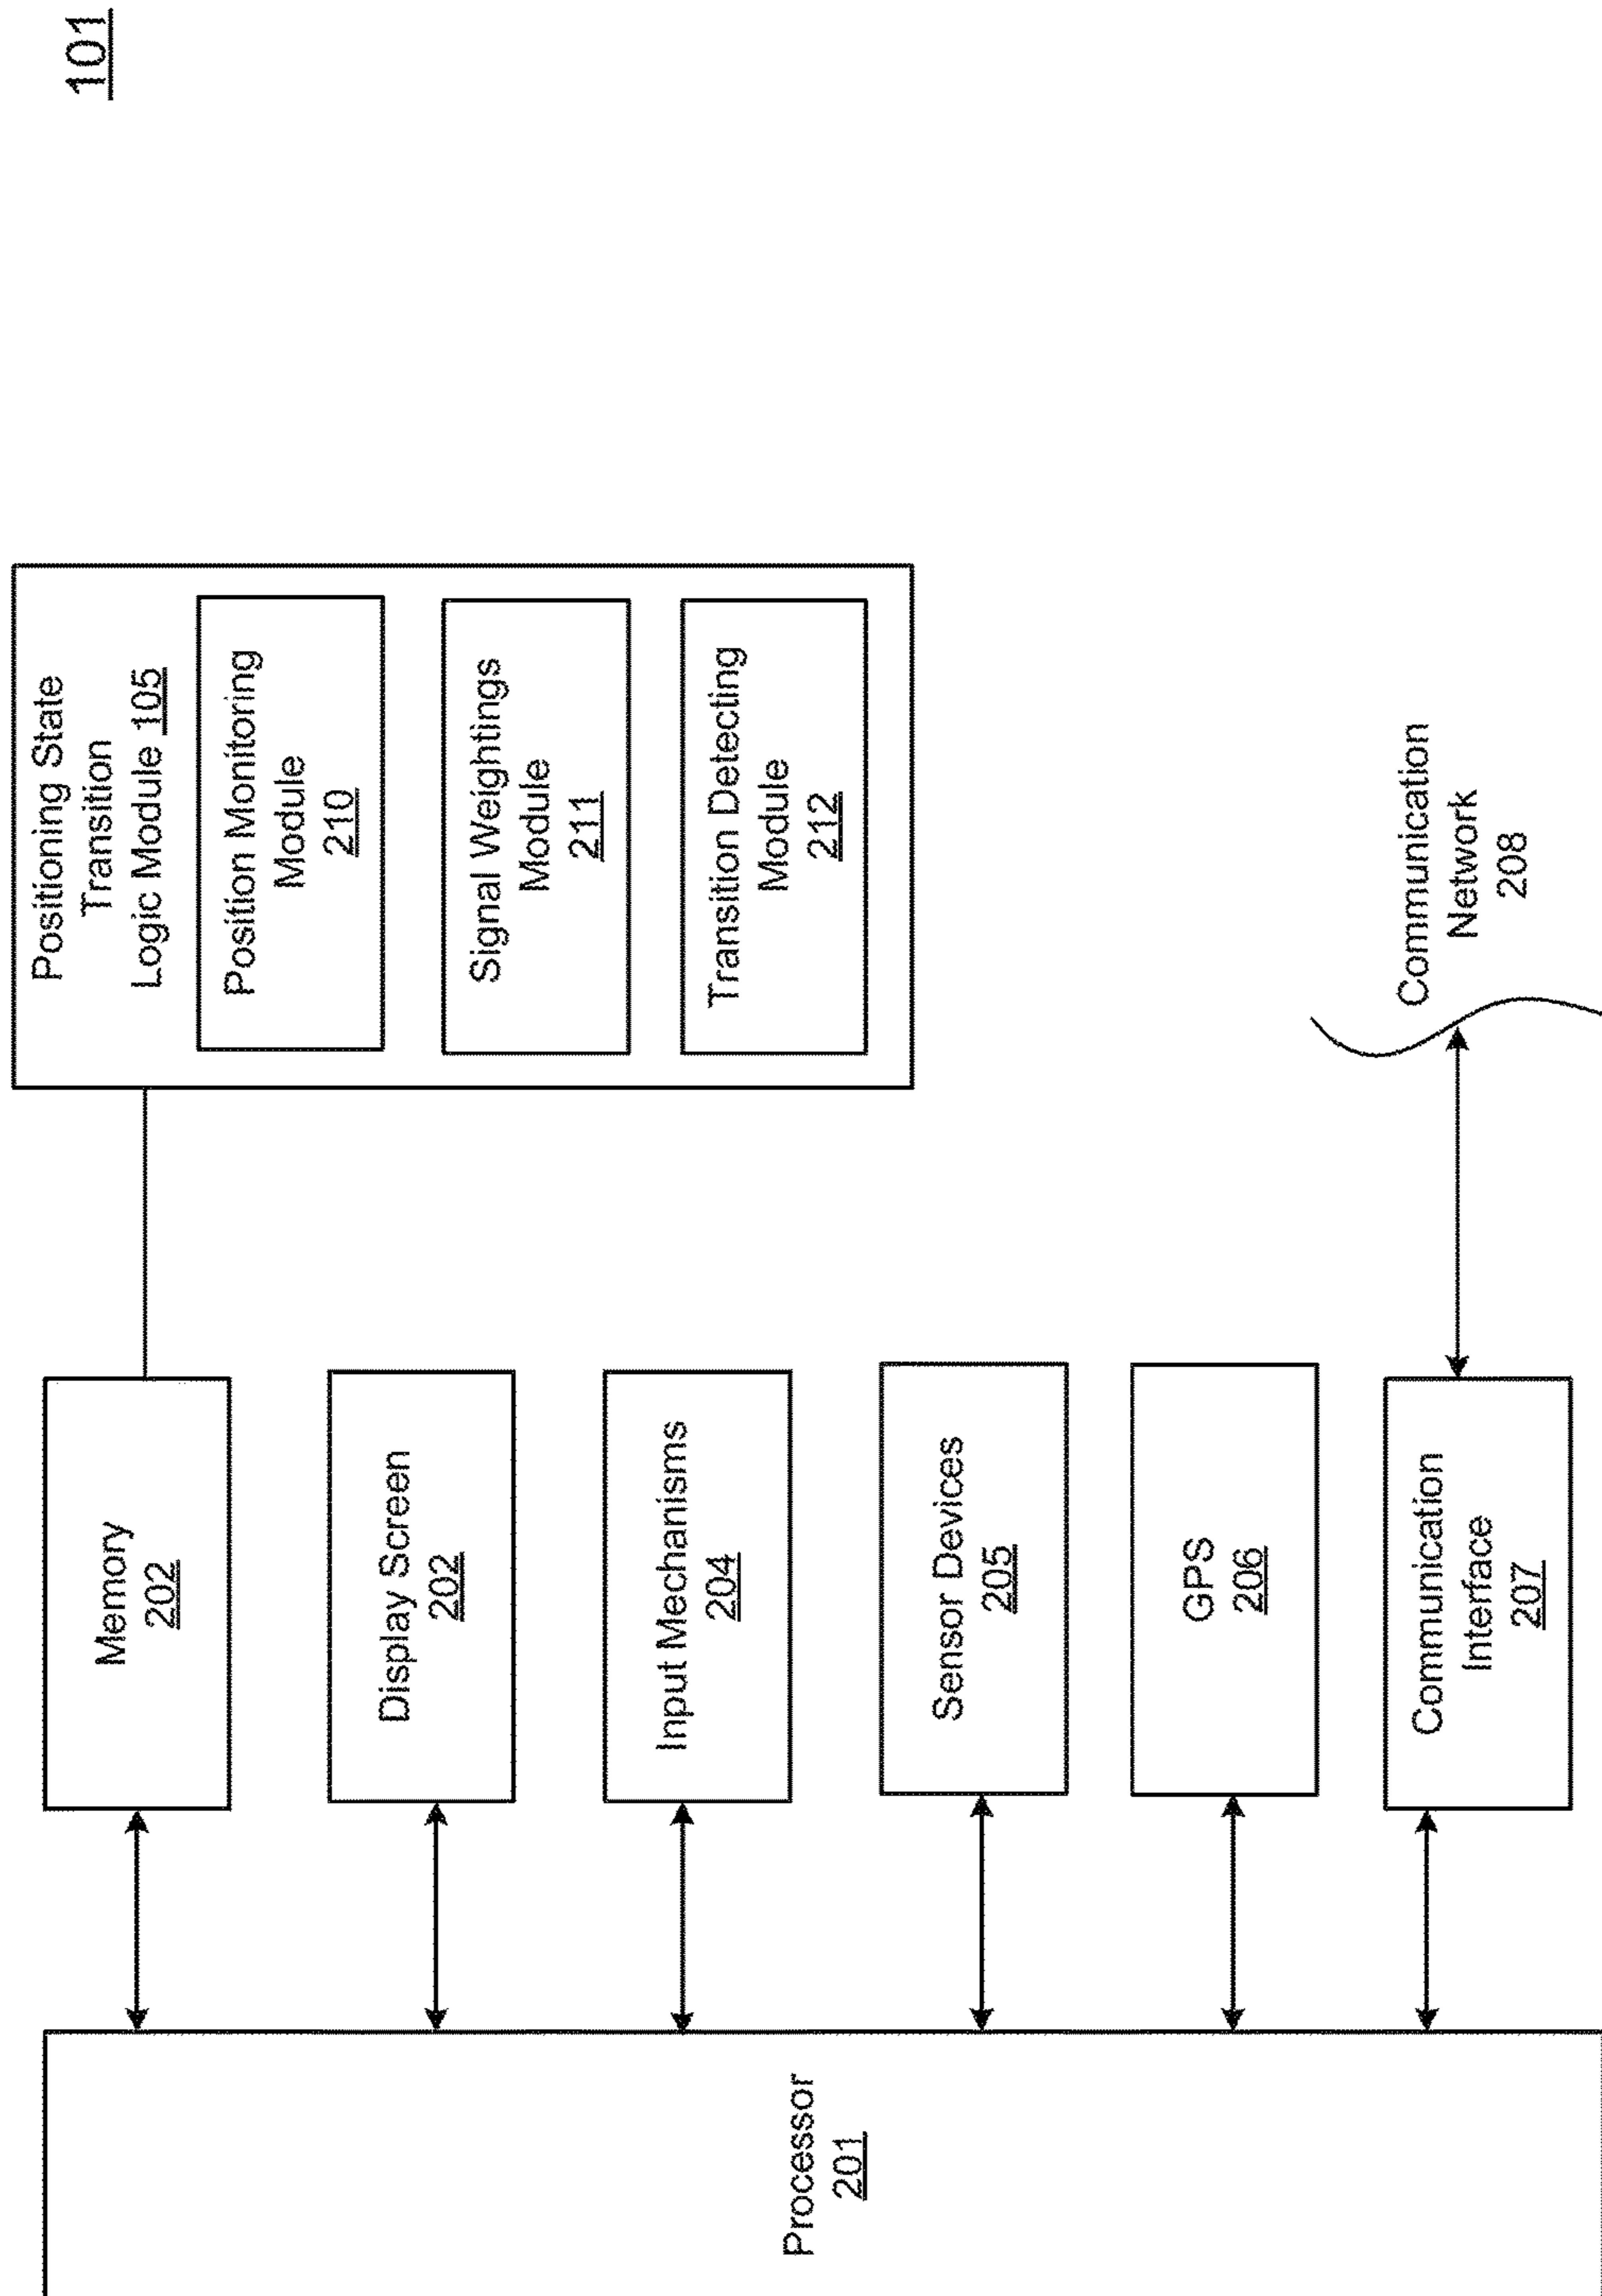 101
Processor
201
Memory
202
Display Screen
202
Input Mechanisms
204
Sensor Devices
205
GPS
206
Communication
Interface
207
Positioning State
Transition
Logic Module 105
Position Monitoring
Module
210
Signal Weightings
Module
211
Transition Detecting
Module
212
Communication
Network
208